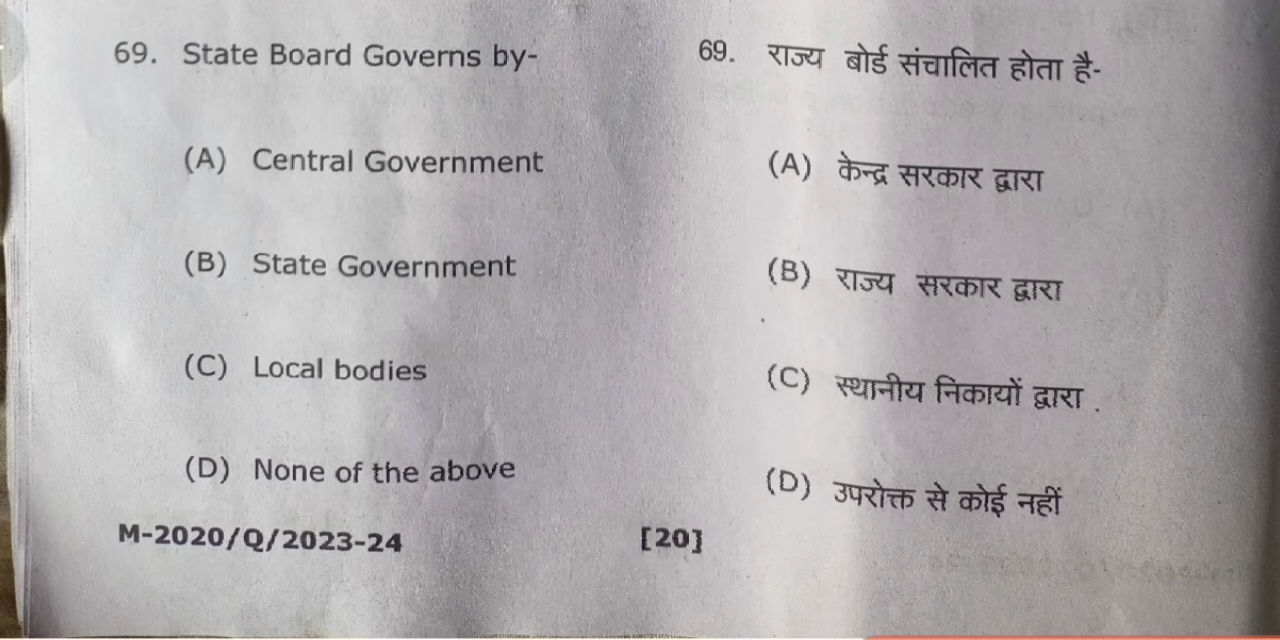 69. State Board Governs by-
(A) Central Government
(B) State Government
(C) Local bodies
(D) None of the above
69. राज्य बोर्ड संचालित होता है-
(A) केन्द्र सरकार द्वारा
(B) राज्य सरकार द्वारा
(C) स्थानीय निकायों द्वारा .
(D) उपरोक्त से कोई नहीं
M-2020/Q/2023-24 [20]